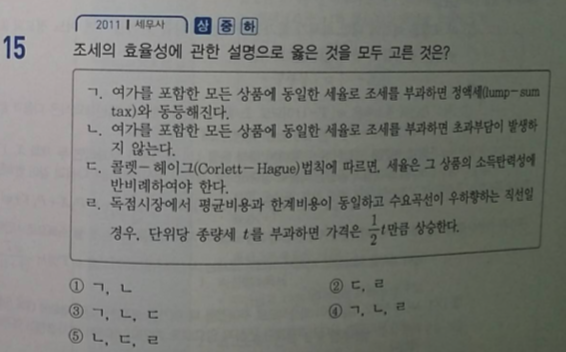 2011 | 세무사 상 중 하
15 조세의 효율성에 관한 설명으로 옳은 것을 모두 고른 것은?
ㄱ. 여가를 포함한 모든 상품에 동일한 세율로 조세를 부과하면 정액세(lump-sum
tax)와 동등해진다.
ㄴ. 여가를 포함한 모든 상품에 동일한 세율로 조세를 부과하면 초과부담이 발생하
지 않는다.
ㄷ. 콜렛-헤이그(Corlett-Hague)법칙에 따르면, 세율은 그 상품의 소득탄력성에
반비례하여야 한다.
ㄹ. 독점시장에서 평균비용과 한계비용이 동일하고 수요곡선이 우하향하는 직선일
경우, 단위당 종량세 t를 부과하면 가격은 1/2 t만큼 상승한다.
① ㄱ, ㄴ ② ㄷ, ㄹ
③ ㄱ, ㄴ, ㄷ ④ ㄱ, ㄴ, ㄹ
⑤ ㄴ, ㄷ, ㄹ